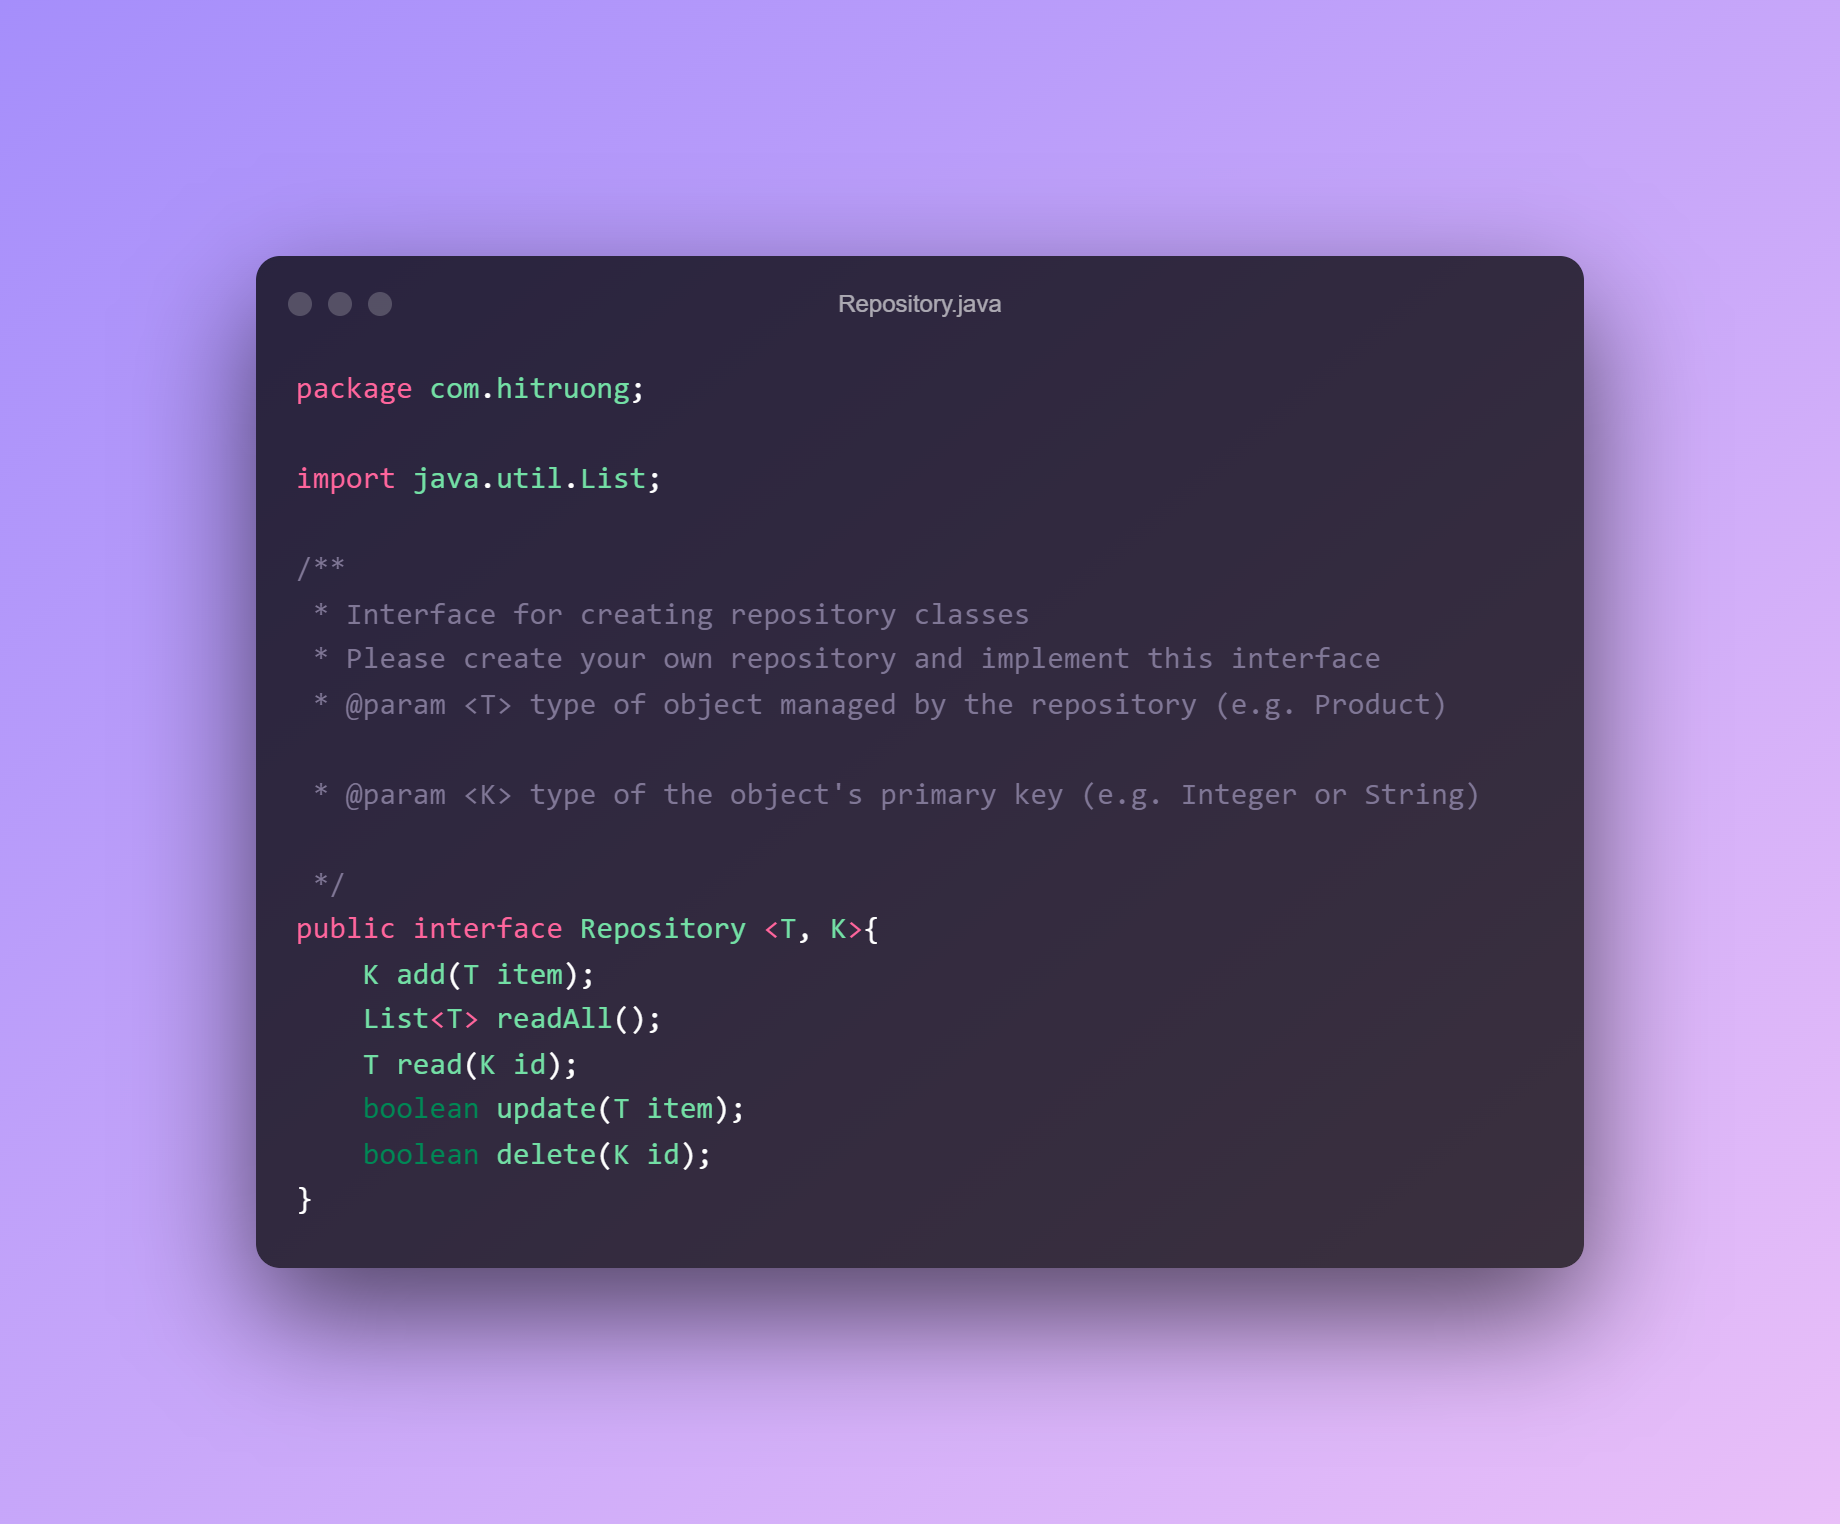 Repository.java
package com.hitruong;
import java.util.List;
/**
 * Interface for creating repository classes
 * Please create your own repository and implement this interface
 * @param <T> type of object managed by the repository (e.g. Product)
 * @param <K> type of the object's primary key (e.g. Integer or String)
 */
public interface Repository <T, K>{
    K add(T item);
    List<T> readAll();
    T read(K id);
    boolean update(T item);
    boolean delete(K id);
}